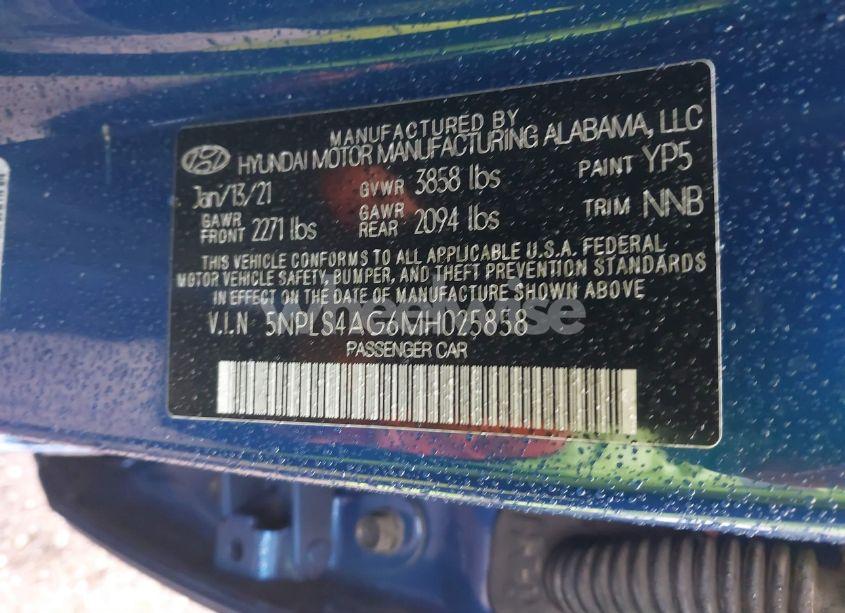 MANUFACTURED BY
HYUNDAI MOTOR MANUFACTURING ALABAMA, LLC
Jan/13/21 GVWR 3858 lbs PAINT YP5
GAWR FRONT 2271 lbs GAWR REAR 2094 lbs TRIM NNB
THIS VEHICLE CONFORMS TO ALL APPLICABLE U.S.A. FEDERAL
MOTOR VEHICLE SAFETY, BUMPER, AND THEFT PREVENTION STANDARDS
IN EFFECT ON THE DATE OF MANUFACTURE SHOWN ABOVE
V.I.N 5NPLS4AG6MH025858
PASSENGER CAR